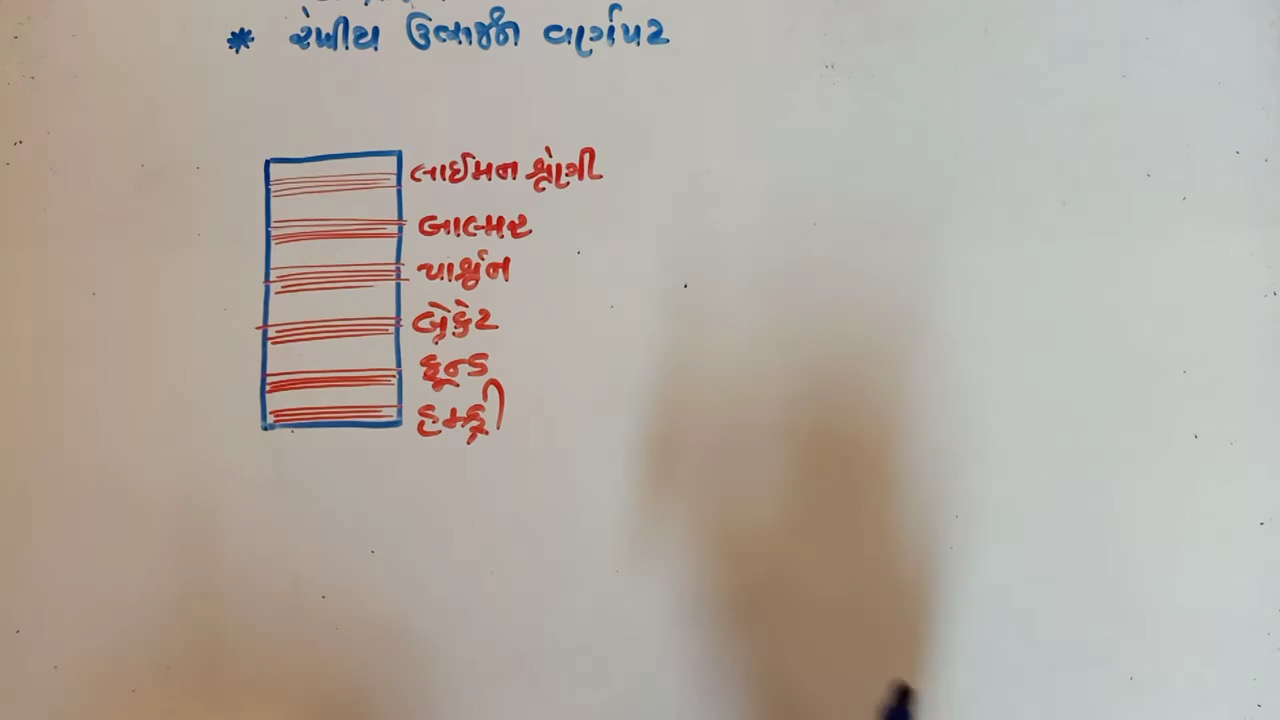 * રેખીય ઉત્સર્જન વર્ણપટ
લાઈમન શ્રેણી
બાલ્મર
પાશ્ચન
બ્રેકેટ
ફૂન્ડ
હમ્ફ્રી